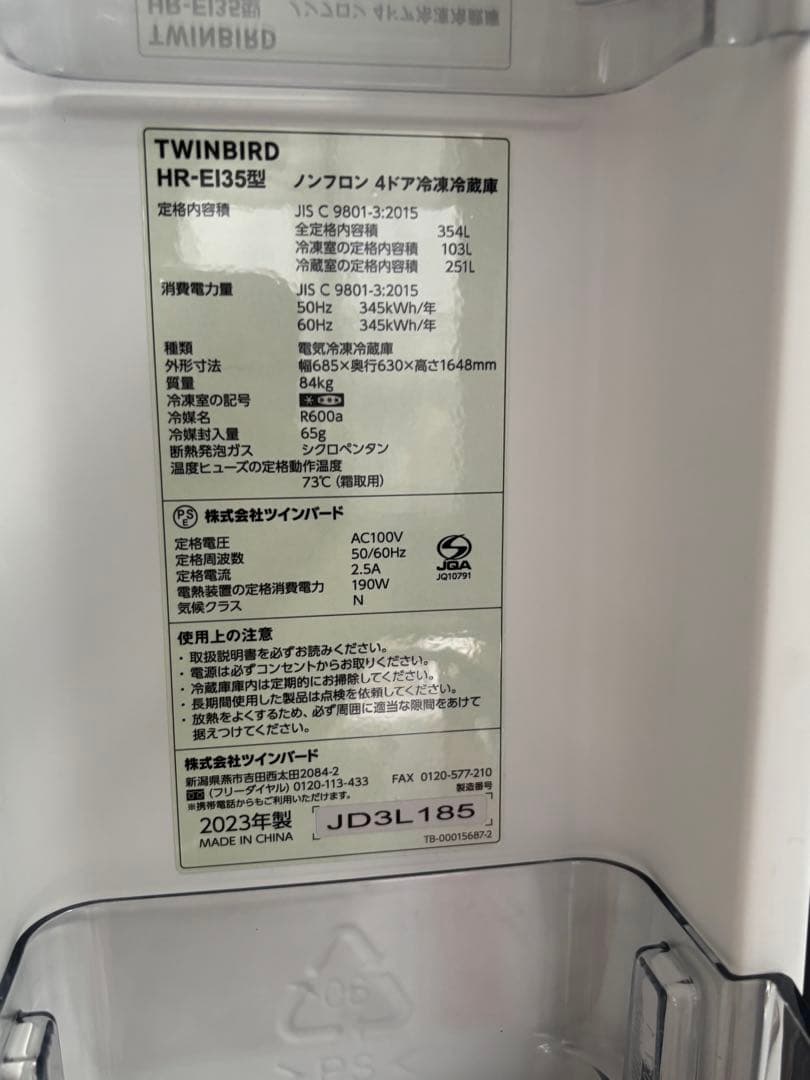 TWINBIRD
HR-EI35型 ノンフロン 4ドア冷凍冷蔵庫
定格内容積 JIS C 9801-3:2015
全定格内容積 354L
冷凍室の定格内容積 103L
冷蔵室の定格内容積 251L
消費電力量 JIS C 9801-3:2015
50Hz 345kWh/年
60Hz 345kWh/年
種類 電気冷凍冷蔵庫
外形寸法 幅685×奥行630×高さ1648mm
質量 84kg
冷凍室の記号
冷媒名 R600a
冷媒封入量 65g
断熱発泡ガス シクロペンタン
温度ヒューズの定格動作温度
73℃(霜取用)
PSE 株式会社ツインバード
定格電圧 AC100V
定格周波数 50/60Hz
定格電流 2.5A
電熱装置の定格消費電力 190W
気候クラス N
JQA
JQ10791
使用上の注意
・取扱説明書を必ずお読みください。
・電源は必ずコンセントからお取りください。
・冷蔵庫庫内は定期的にお掃除してください。
・長期間使用した製品は点検を依頼してください。
・放熱をよくするため、必ず周囲に適当な隙間をあけて
据えつけてください。
株式会社ツインバード
新潟県燕市吉田西太田2084-2
(フリーダイヤル) 0120-113-433 FAX 0120-577-210
※携帯電話からもご利用いただけます。 製造番号
2023年製 JD3L185
MADE IN CHINA TB-00015687-2
06
>PS<